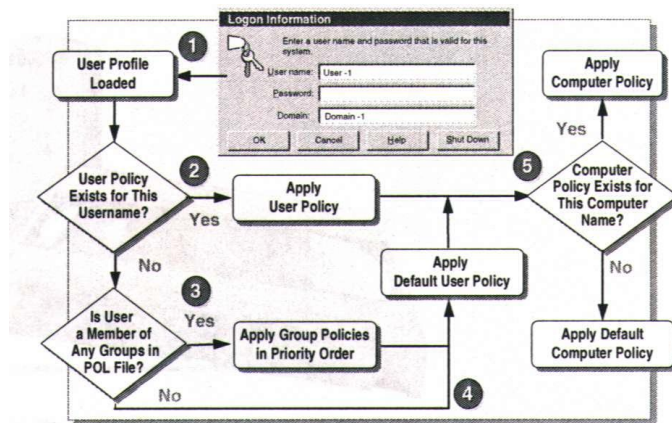 Logon Information
Enter a user name and password that is valid for this
system.
User name: User -1
Password:
Domain: Domain -1
OK Cancel Help Shut Down
1
User Profile
Loaded
2
User Policy
Exists for This
Username?
Yes
Apply
User Policy
No
3
Is User
a Member of
Any Groups in
POL File?
Yes
Apply Group Policies
in Priority Order
No
4
Apply
Default User Policy
5
Computer
Policy Exists for
This Computer
Name?
Yes
Apply
Computer Policy
No
Apply Default
Computer Policy